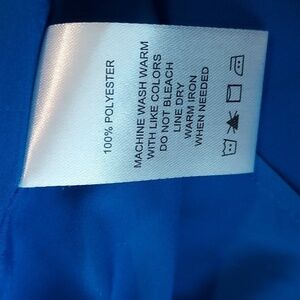 100% POLYESTER
MACHINE WASH WARM
WITH LIKE COLORS
DO NOT BLEACH
LINE DRY
WARM IRON
WHEN NEEDED